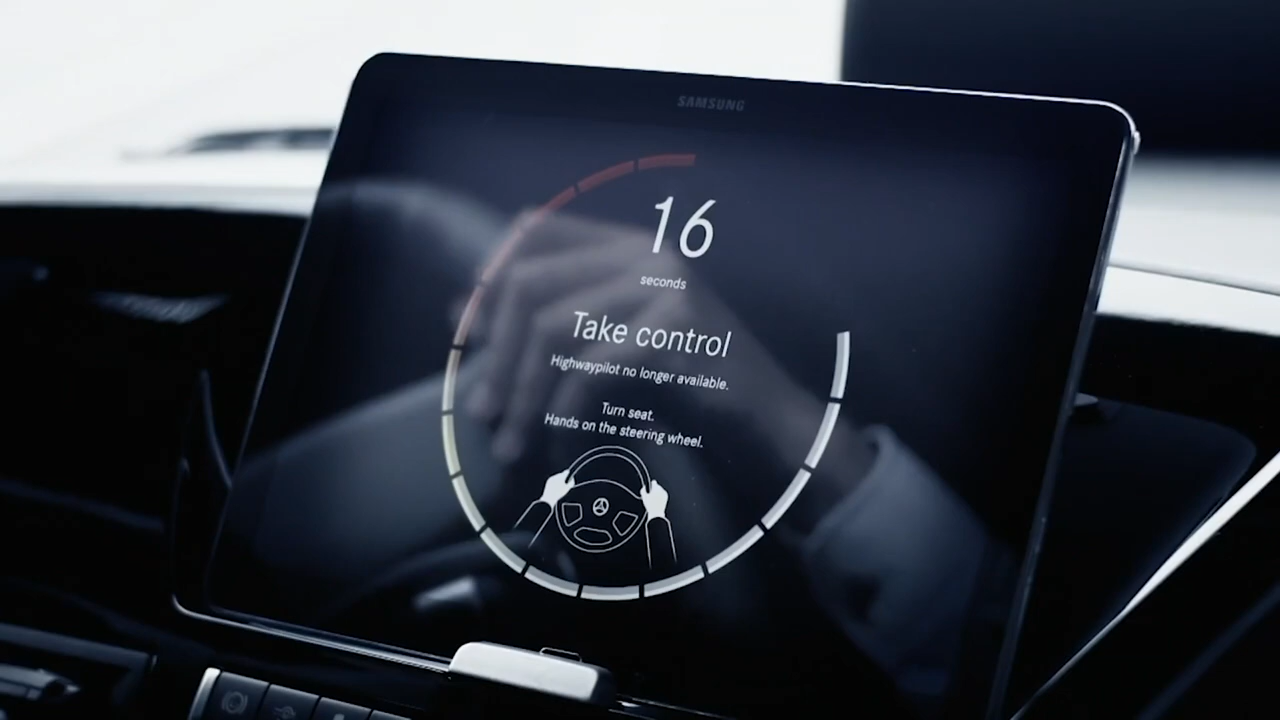 SAMSUNG
16
seconds
Take control
Highwaypilot no longer available.
Turn seat.
Hands on the steering wheel.